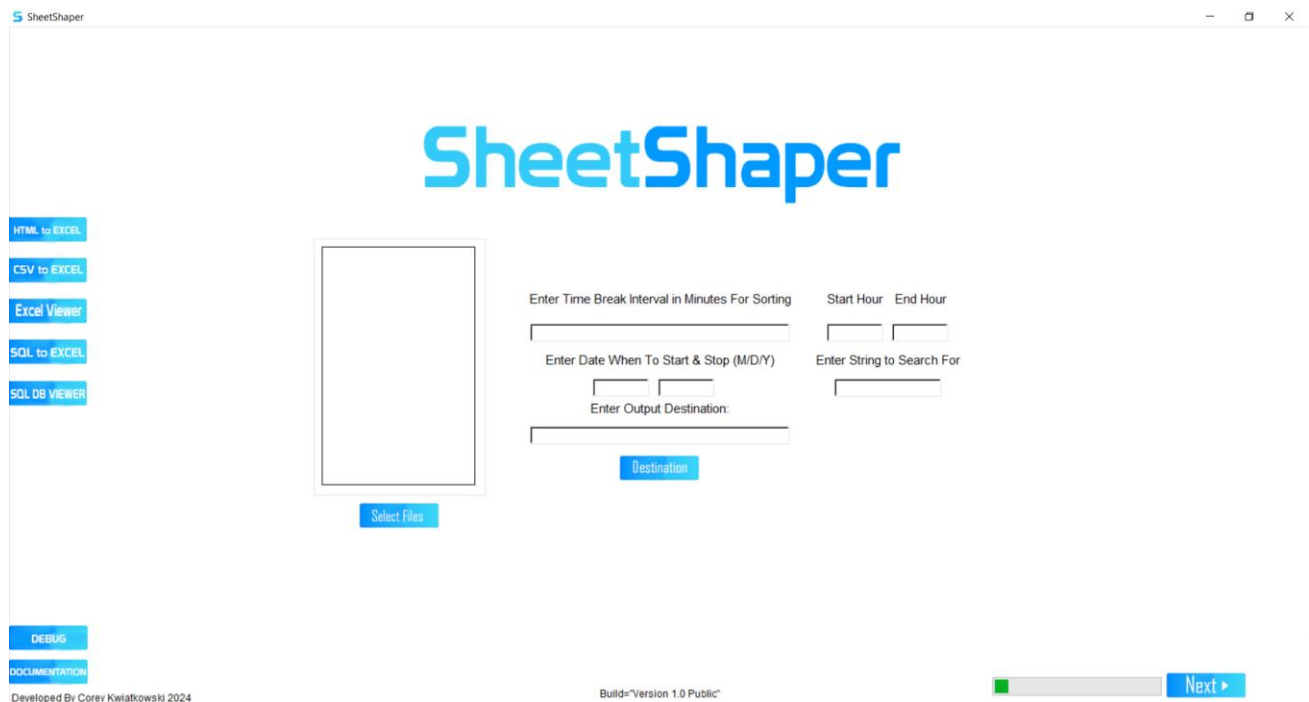 S SheetShaper
SheetShaper
HTML to EXCEL
CSV to EXCEL
Excel Viewer
SQL to EXCEL
SQL DB VIEWER
Enter Time Break Interval in Minutes For Sorting
Start Hour End Hour
Enter Date When To Start & Stop (M/D/Y)
Enter String to Search For
Enter Output Destination:
Destination
Select Files
DEBUG
DOCUMENTATION
Developed By Corey Kwiatkowski 2024
Build="Version 1.0 Public"
Next